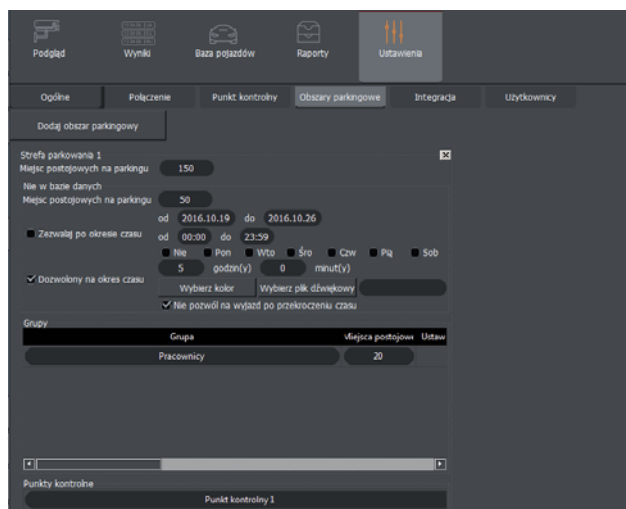 Podgląd Wyniki Baza pojazdów Raporty Ustawienia
Ogólne Połączenie Punkt kontrolny Obszary parkingowe Integracja Użytkownicy
Dodaj obszar parkingowy
Strefa parkowania 1
Miejsc postojowych na parkingu 150
Nie w bazie danych
Miejsc postojowych na parkingu 50
od 2016.10.19 do 2016.10.26
Zezwalaj po okresie czasu od 00:00 do 23:59
Nie Pon Wto Śro Czw Pią Sob
5 godzin(y) 0 minut(y)
Dozwolony na okres czasu
Wybierz kolor Wybierz plik dźwiękowy
Nie pozwól na wyjazd po przekroczeniu czasu
Grupy
Grupa Miejsca postojowe Ustaw
Pracownicy 20
Punkty kontrolne
Punkt kontrolny 1